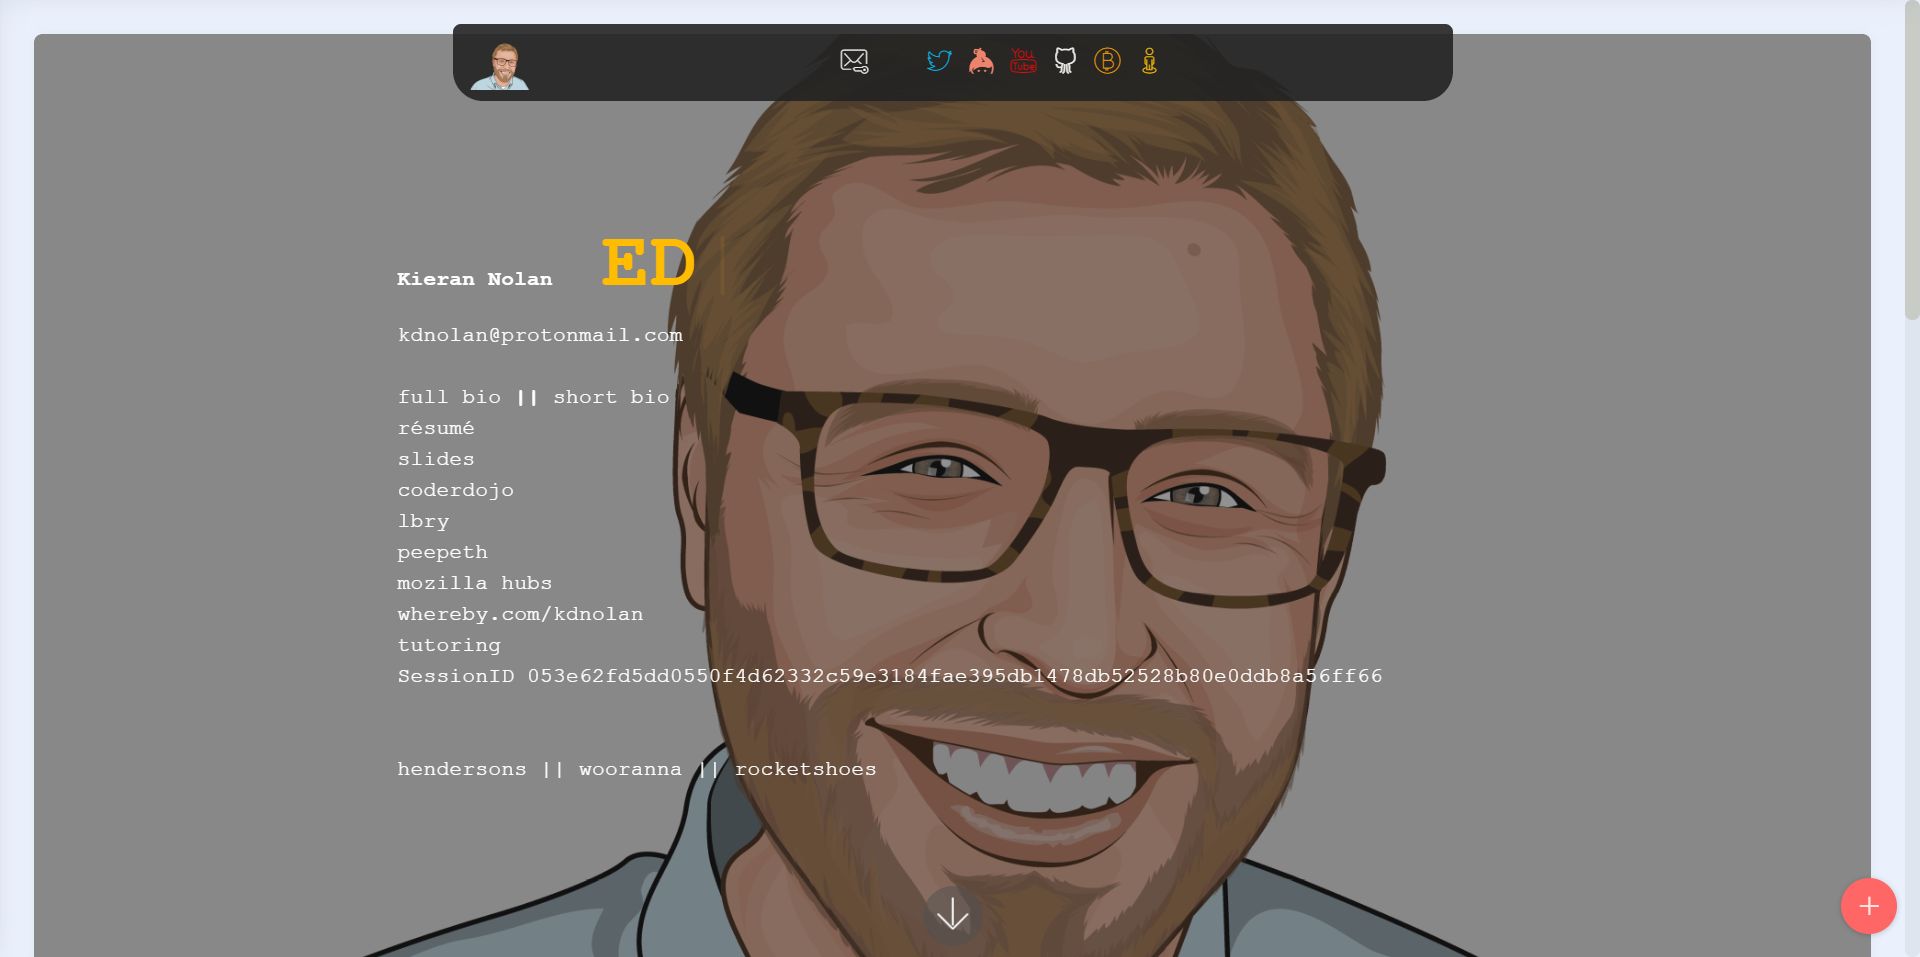 You
Tube
Kieran Nolan ED
kdnolan@protonmail.com
full bio || short bio
résumé
slides
coderdojo
lbry
peepeth
mozilla hubs
whereby.com/kdnolan
tutoring
SessionID 053e62fd5dd0550f4d62332c59e3184fae395db1478db52528b80e0ddb8a56ff66
hendersons || wooranna || rocketshoes